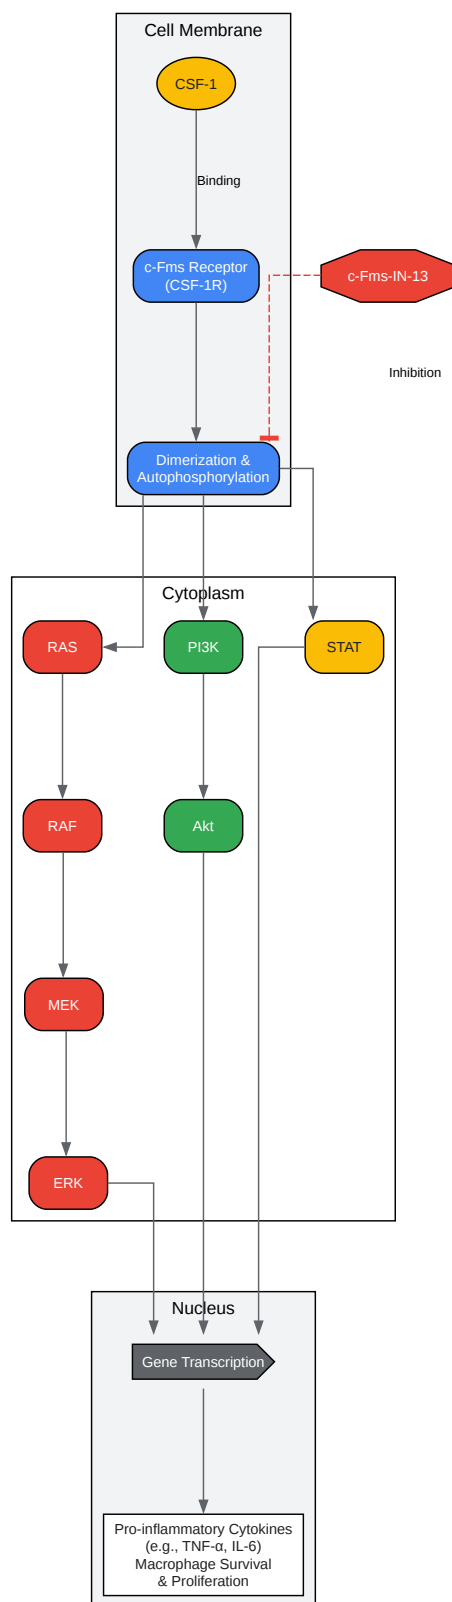 Cell Membrane
CSF-1
Binding
c-Fms Receptor
(CSF-1R)
c-Fms-IN-13
Inhibition
Dimerization &
Autophosphorylation
Cytoplasm
RAS
PI3K
STAT
RAF
Akt
MEK
ERK
Nucleus
Gene Transcription
Pro-inflammatory Cytokines
(e.g., TNF-α, IL-6)
Macrophage Survival
& Proliferation